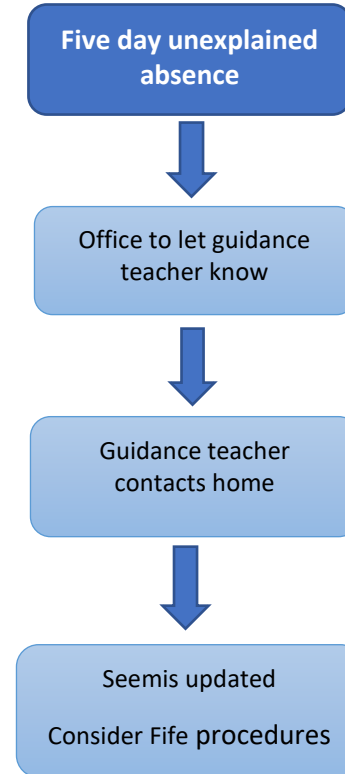 Five day unexplained
absence
Office to let guidance
teacher know
Guidance teacher
contacts home
Seemis updated
Consider Fife procedures